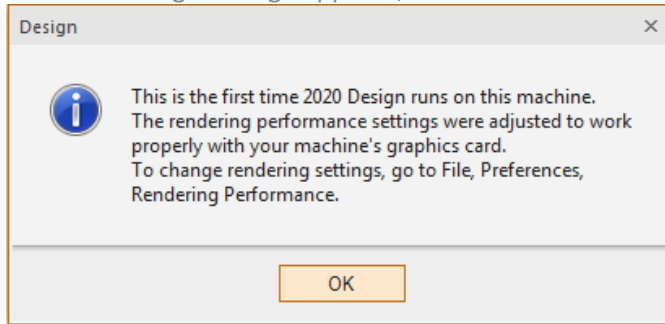 Design
This is the first time 2020 Design runs on this machine.
The rendering performance settings were adjusted to work
properly with your machine's graphics card.
To change rendering settings, go to File, Preferences,
Rendering Performance.
OK